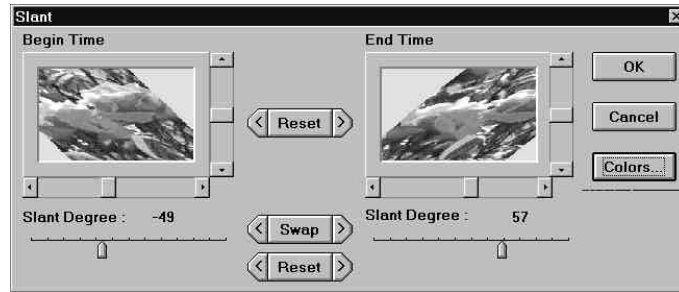 Slant
Begin Time
End Time
OK
Reset
Cancel
Colors...
Slant Degree : -49
Slant Degree : 57
Swap
Reset